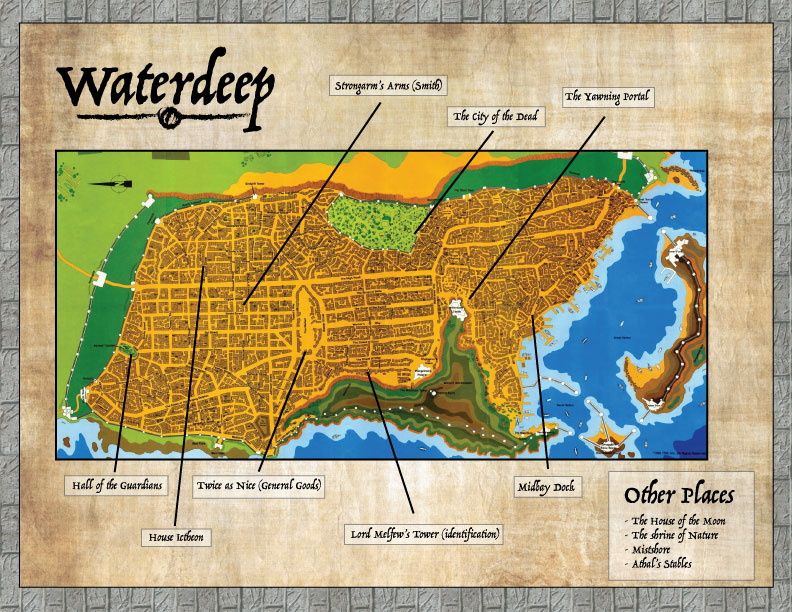 Waterdeep
Strongarm's Arms (Smith)
The City of the Dead
The Yawning Portal
Hall of the Guardians
Twice as Nice (General Goods)
Midbay Dock
House Ictheon
Lord Melfew's Tower (identification)
Other Places
- The House of the Moon
- The shrine of Nature
- Mistshore
- Athal's Stables